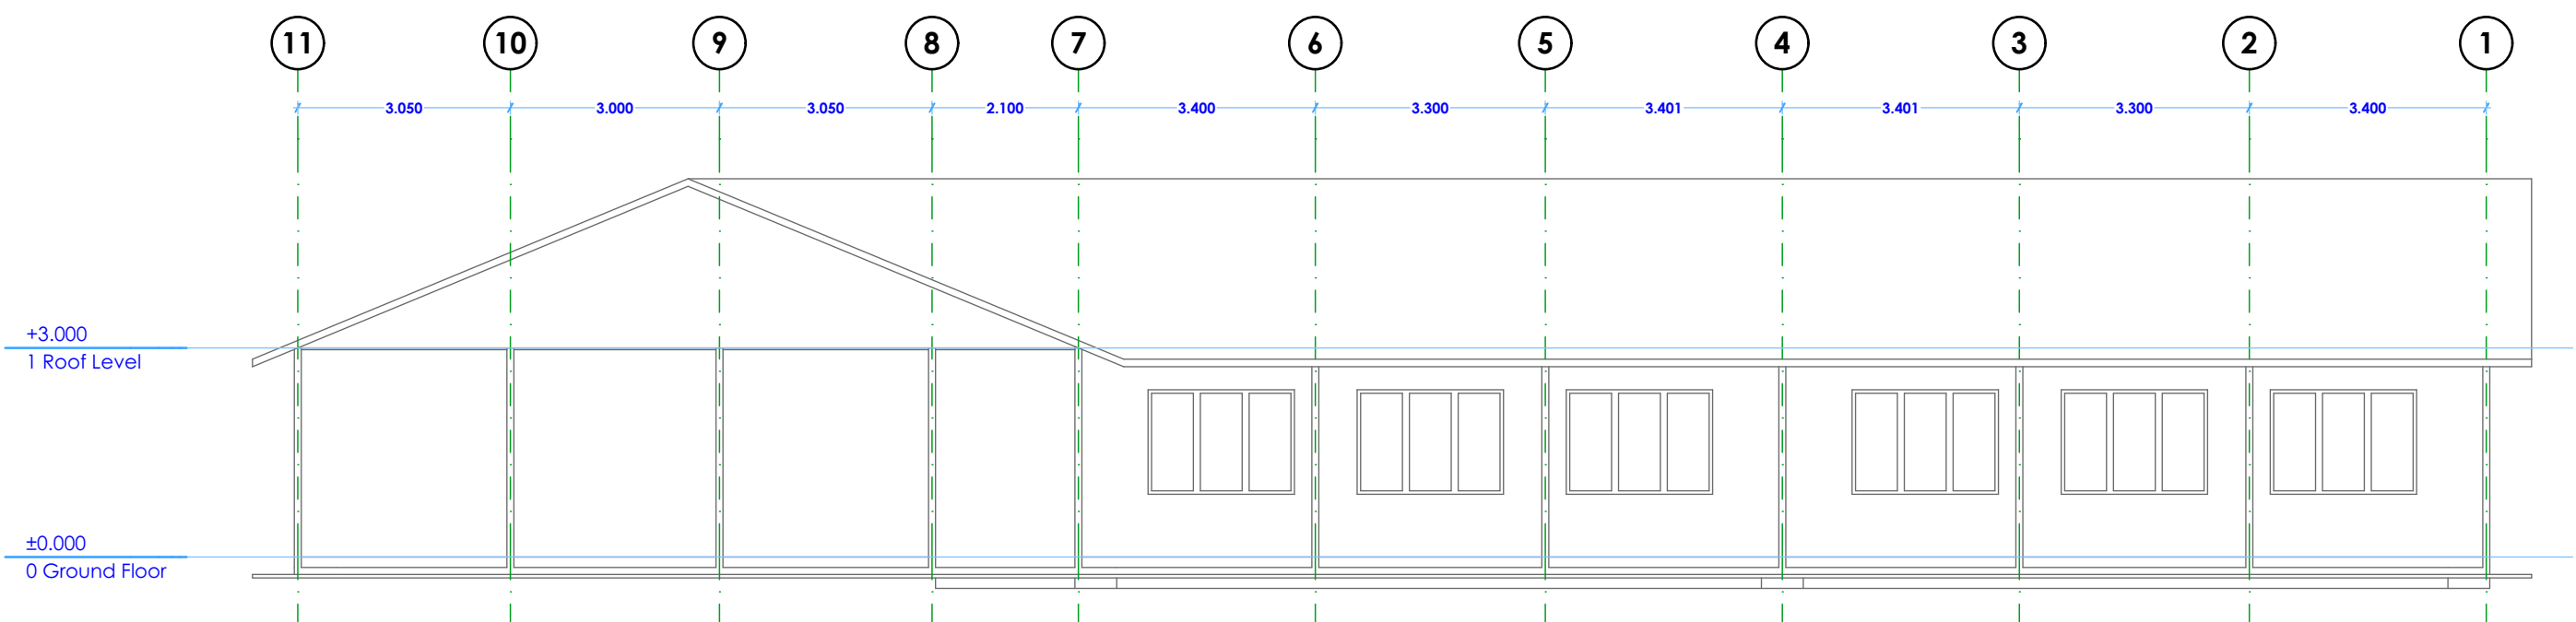 11 10 9 8 7 6 5 4 3 2 1
3.050 3.000 3.050 2.100 3.400 3.300 3.401 3.401 3.300 3.400
+3.000
1 Roof Level
±0.000
0 Ground Floor